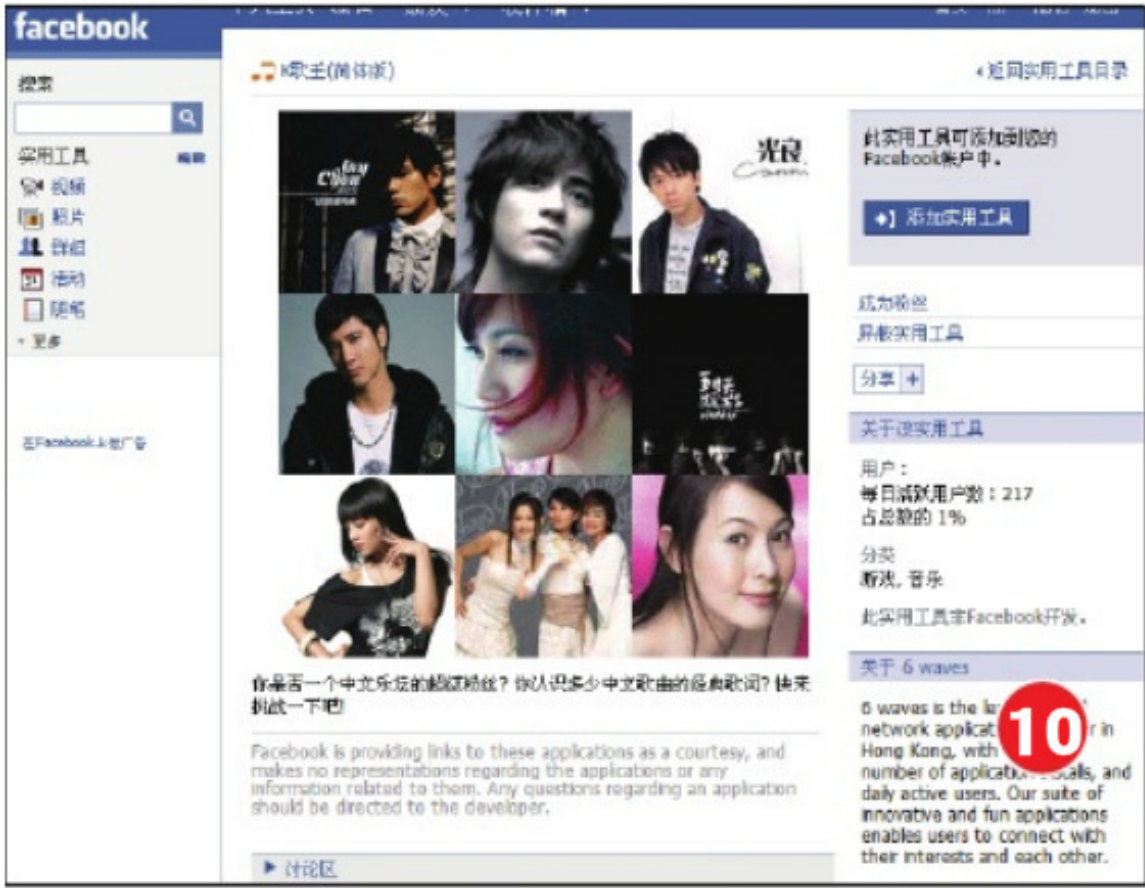 facebook
K歌王(简体版)
返回实用工具目录
搜索
实用工具 编辑
视频
照片
群组
活动
更多
在Facebook上做广告
光良
此实用工具可添加到您的
Facebook帐户中。
添加实用工具
成为粉丝
屏蔽实用工具
分享 +
关于该实用工具
用户：
每日活跃用户数：217
占总数的 1%
分类
游戏, 音乐
此实用工具非Facebook开发。
你是否一个中文乐坛的超级粉丝？你认识多少中文歌曲的经典歌词？快来
挑战一下吧!
Facebook is providing links to these applications as a courtesy, and
makes no representations regarding the applications or any
information related to them. Any questions regarding an application
should be directed to the developer.
讨论区
关于 6 waves
6 waves is the
network in
Hong Kong, with
number of and
daily active users. Our suite of
innovative and fun applications
enables users to connect with
their interests and each other.
10